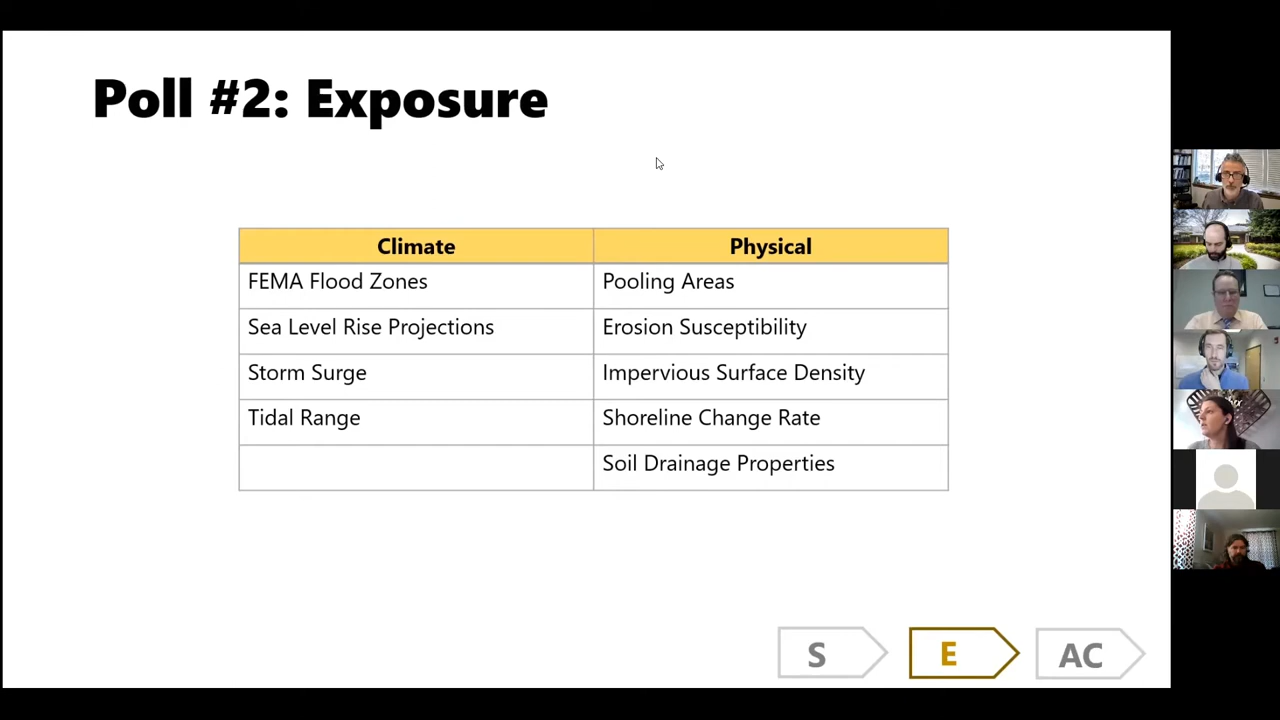 Poll #2: Exposure
Climate Physical
FEMA Flood Zones Pooling Areas
Sea Level Rise Projections Erosion Susceptibility
Storm Surge Impervious Surface Density
Tidal Range Shoreline Change Rate
Soil Drainage Properties
S E AC